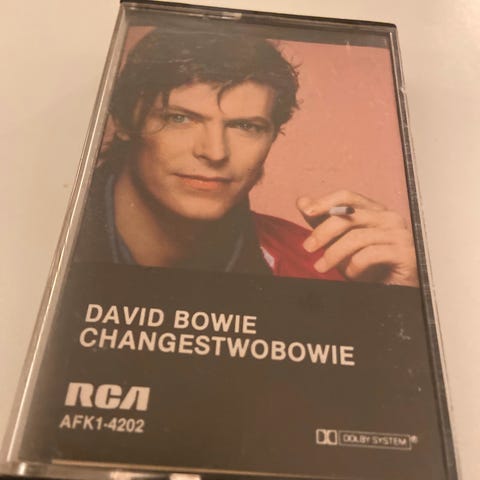 DAVID BOWIE
CHANGESTWOBOWIE
RCA
AFK1-4202
DOLBY SYSTEM®